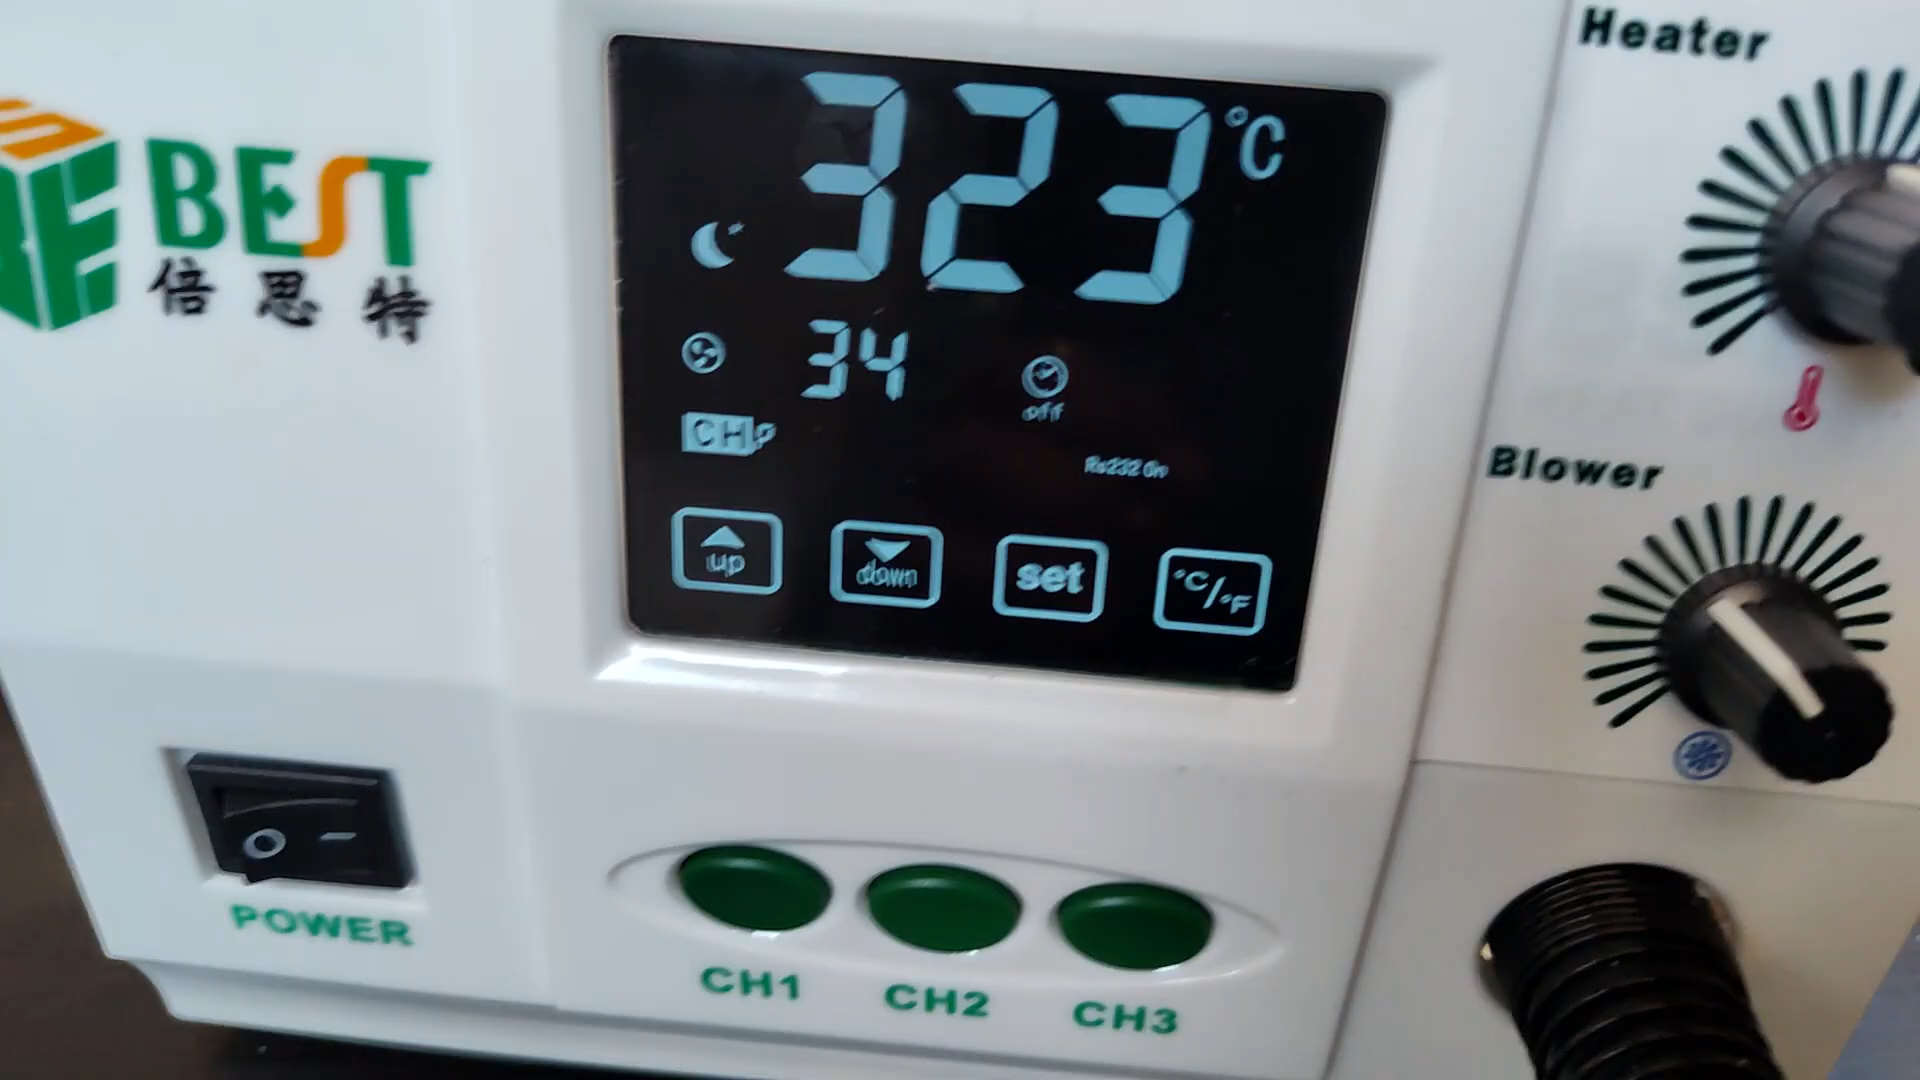 BEST
倍思特
323 °C
34
off
CH
Rs232 On
up
down
set
°C/°F
Heater
Blower
POWER
CH1
CH2
CH3